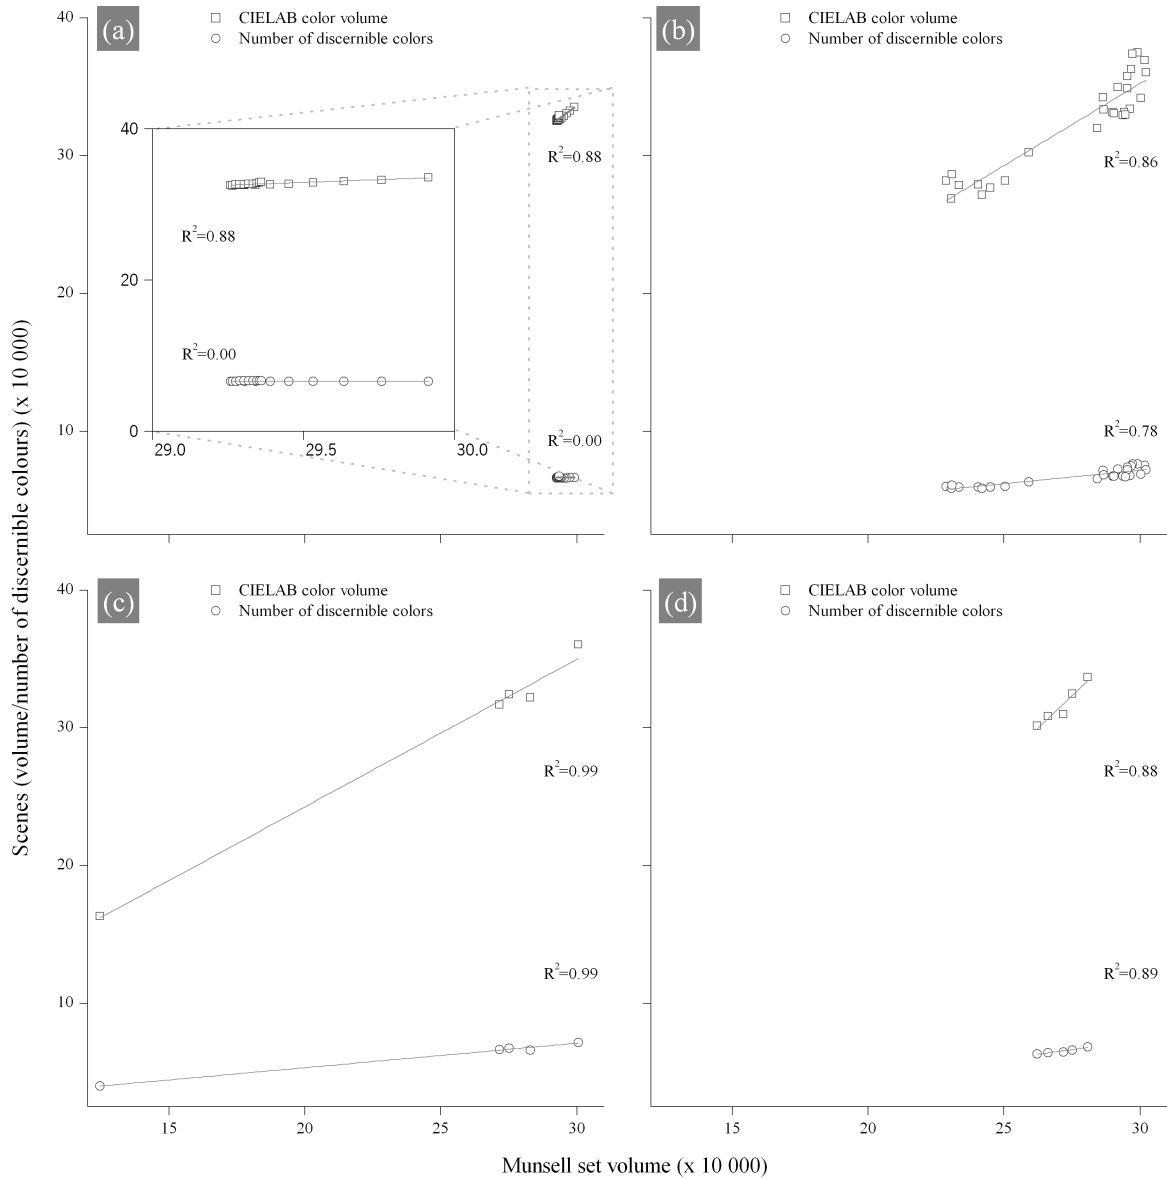 (a)
CIELAB color volume
Number of discernible colors
40
30
20
10
R²=0.88
R²=0.00
40
20
0
29.0 29.5 30.0
R²=0.88
R²=0.00
(b)
CIELAB color volume
Number of discernible colors
R²=0.86
R²=0.78
15 20 25 30
(c)
CIELAB color volume
Number of discernible colors
40
30
20
10
R²=0.99
R²=0.99
15 20 25 30
(d)
CIELAB color volume
Number of discernible colors
R²=0.88
R²=0.89
15 20 25 30
Scenes (volume/number of discernible colours) (x 10 000)
Munsell set volume (x 10 000)